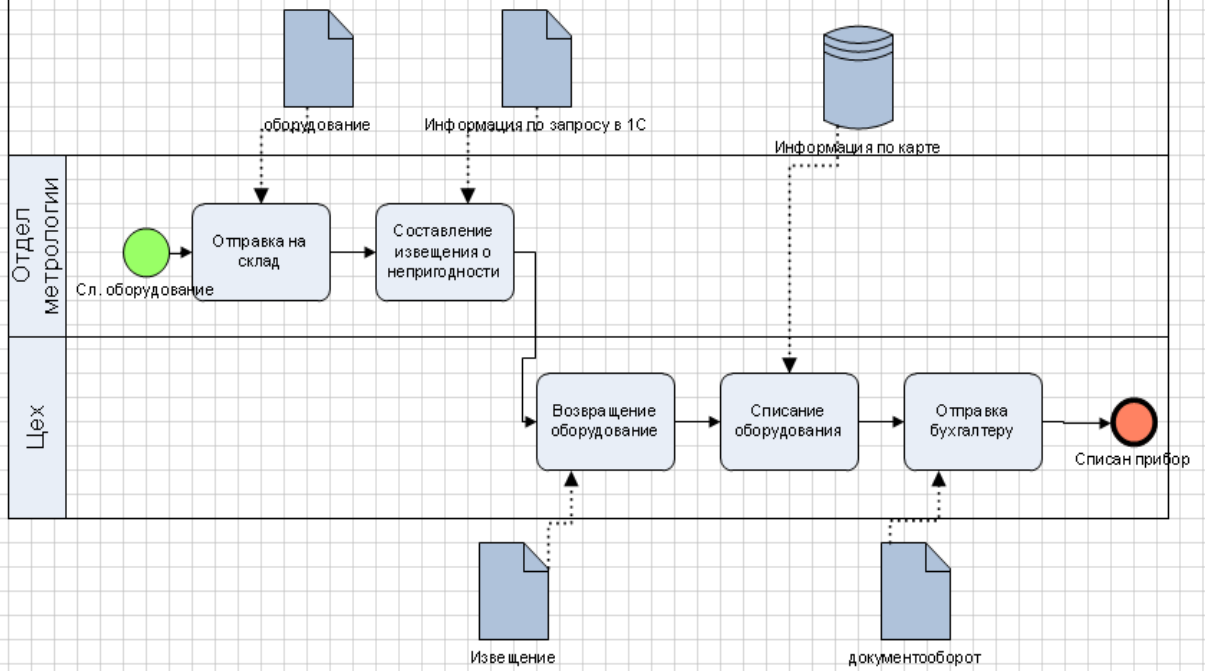 оборудование
Информация по запросу в 1С
Информация по карте
Отдел
метрологии
Отправка на
склад
Составление
извещения о
непригодности
Сл. оборудование
Цех
Возвращение
оборудование
Списание
оборудования
Отправка
бухгалтеру
Списан прибор
Извещение
документооборот